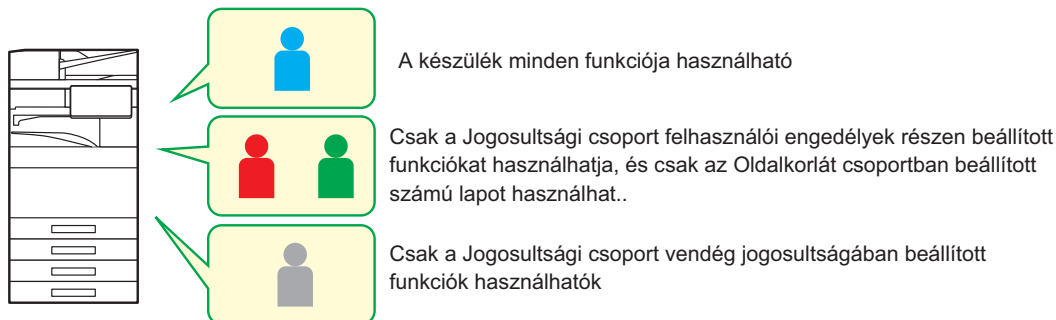 A készülék minden funkciója használható
Csak a Jogosultsági csoport felhasználói engedélyek részen beállított
funkciókat használhatja, és csak az Oldalkorlát csoportban beállított
számú lapot használhat..
Csak a Jogosultsági csoport vendég jogosultságában beállított
funkciók használhatók